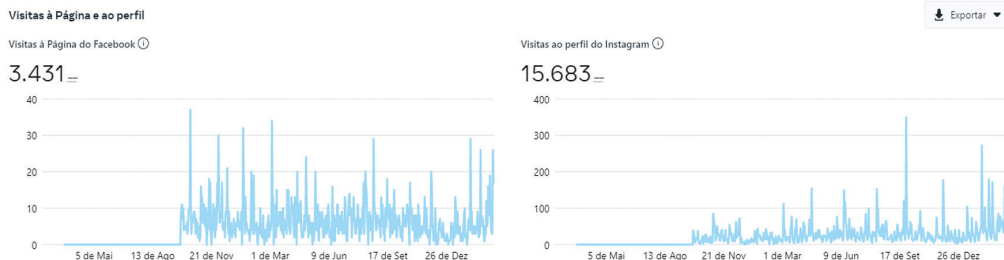 Visitas à Página e ao perfil
Exportar
Visitas à Página do Facebook
3.431
40
30
20
10
0
5 de Mai 13 de Ago 21 de Nov 1 de Mar 9 de Jun 17 de Set 26 de Dez
Visitas ao perfil do Instagram
15.683
400
300
200
100
0
5 de Mai 13 de Ago 21 de Nov 1 de Mar 9 de Jun 17 de Set 26 de Dez